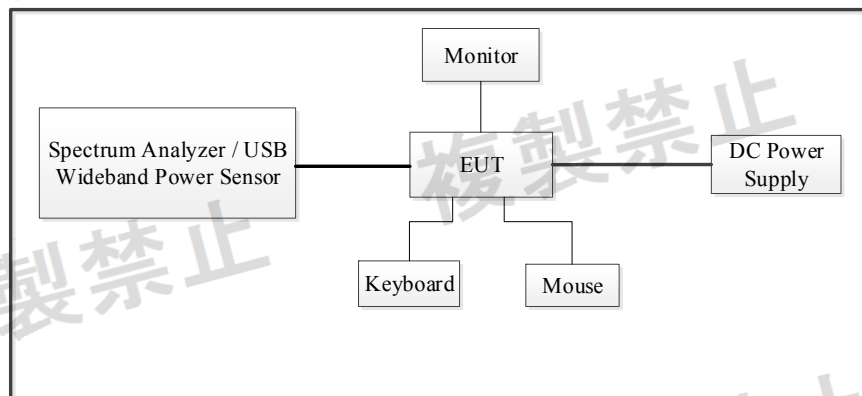 Monitor
Spectrum Analyzer / USB
Wideband Power Sensor
EUT
DC Power
Supply
Keyboard
Mouse
複製禁止
製禁止